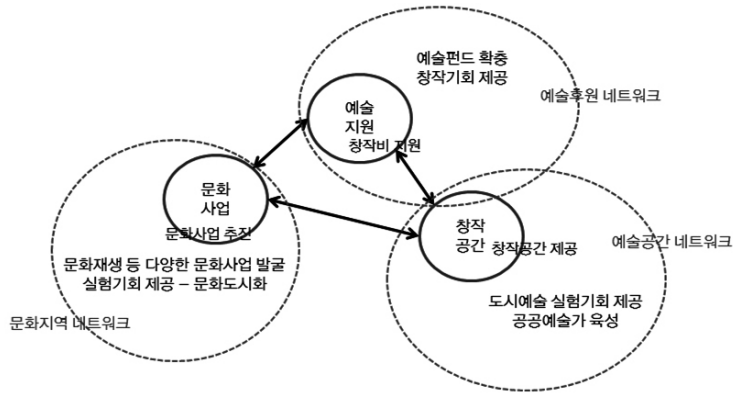 예술펀드 확충
창작기회 제공
예술후원 네트워크
예술
지원
창작비 지원
문화
사업
문화사업 추진
문화재생 등 다양한 문화사업 발굴
실험기회 제공 – 문화도시화
문화지역 네트워크
창작
공간
창작공간 제공
예술공간 네트워크
도시예술 실험기회 제공
공공예술가 육성